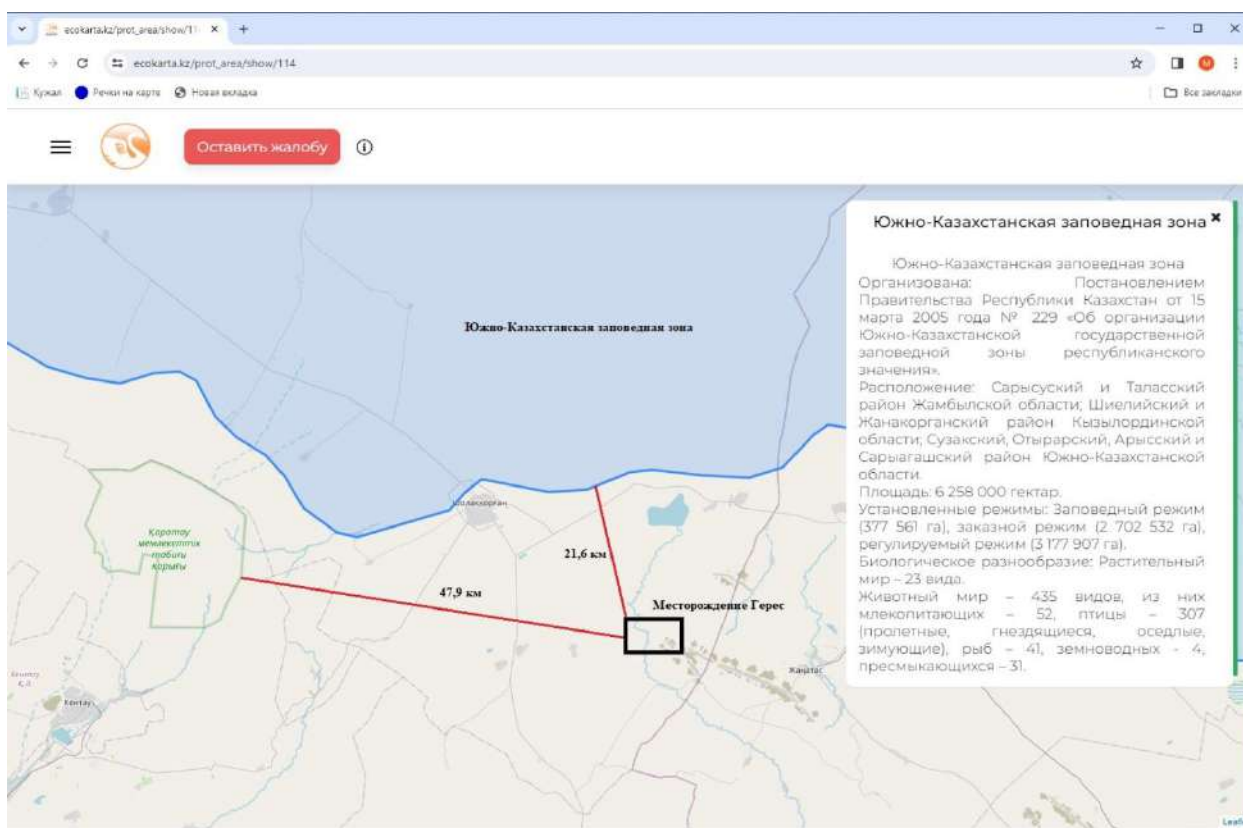 ecokarta.kz/prot_area/show/11
ecokarta.kz/prot_area/show/114
Кужал
Речки на карте
Новая вкладка
Все закладки
Оставить жалобу
Южно-Казахстанская заповедная зона
Южно-Казахстанская заповедная зона
Южно-Казахстанская заповедная зона
Организована: Постановлением
Правительства Республики Казахстан от 15
марта 2005 года № 229 «Об организации
Южно-Казахстанской государственной
заповедной зоны республиканского
значения».
Расположение: Сарысуский и Таласский
район Жамбылской области; Шиелийский и
Жанакорганский район Кызылординской
области; Сузакский, Отырарский, Арысский и
Сарыагашский район Южно-Казахстанской
области.
Площадь: 6 258 000 гектар.
Установленные режимы: Заповедный режим
(377 561 га), заказной режим (2 702 532 га),
регулируемый режим (3 177 907 га).
Биологическое разнообразие: Растительный
мир – 23 вида.
Животный мир – 435 видов, из них
млекопитающих – 52, птицы – 307
(пролетные, гнездящиеся, оседлые,
зимующие), рыб – 41, земноводных - 4,
пресмыкающихся – 31.
Шолаккорган
Қаратау
мемлекеттік
табиғи
қорығы
21,6 км
47,9 км
Месторождение Герес
Жаңатас
Кентау
Leafl